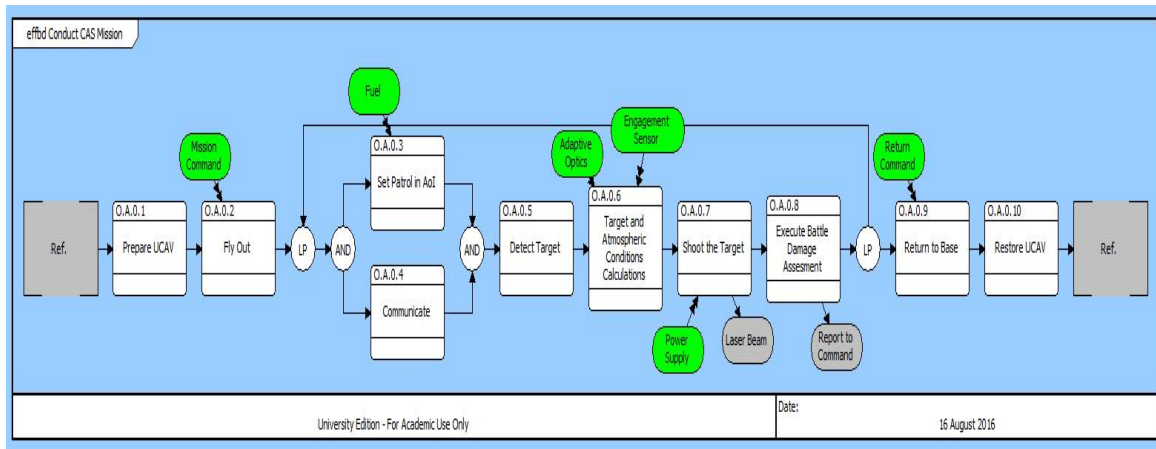 effbd Conduct CAS Mission
Fuel
Mission
Command
Adaptive
Optics
Engagement
Sensor
Return
Command
Ref.
O.A.0.1
Prepare UCAV
O.A.0.2
Fly Out
LP
AND
O.A.0.3
Set Patrol in AoI
O.A.0.4
Communicate
AND
O.A.0.5
Detect Target
O.A.0.6
Target and
Atmospheric
Conditions
Calculations
O.A.0.7
Shoot the Target
O.A.0.8
Execute Battle
Damage
Assesment
LP
O.A.0.9
Return to Base
O.A.0.10
Restore UCAV
Ref.
Power
Supply
Laser Beam
Report to
Command
University Edition - For Academic Use Only
Date:
16 August 2016